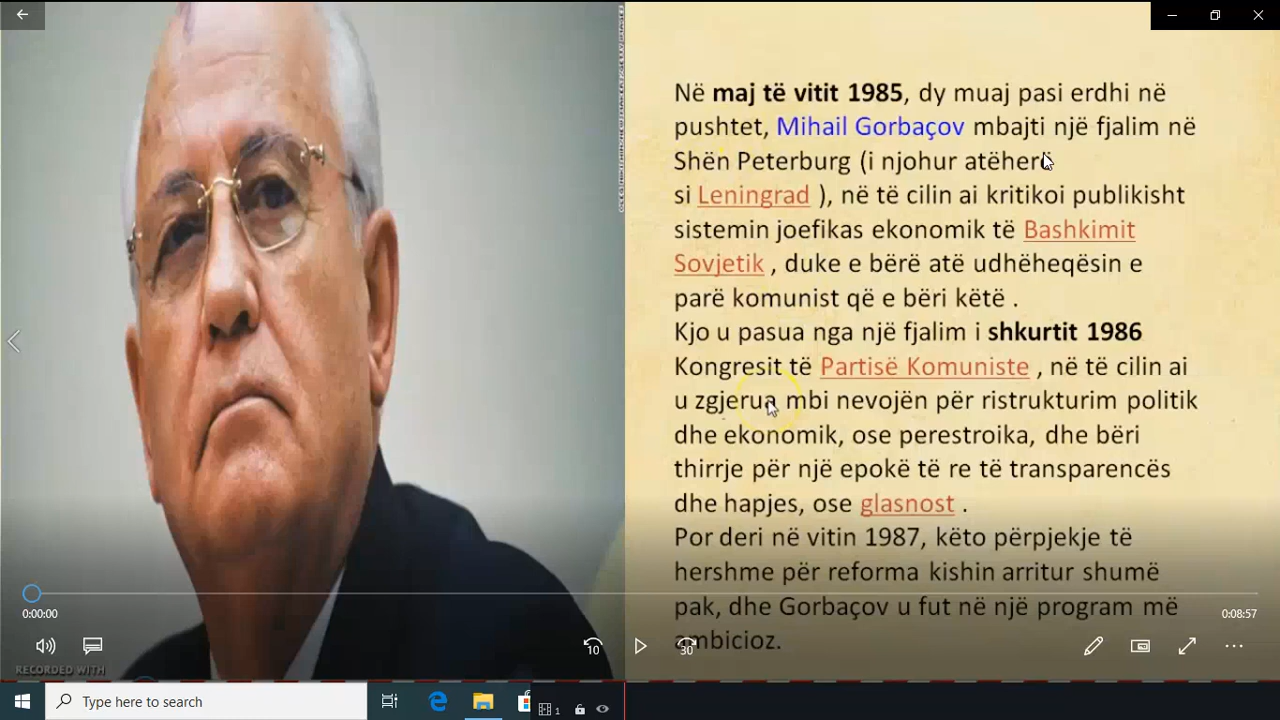 Në maj të vitit 1985, dy muaj pasi erdhi në
pushtet, Mihail Gorbaçov mbajti një fjalim në
Shën Peterburg (i njohur atëherë
si Leningrad ), në të cilin ai kritikoi publikisht
sistemin joefikas ekonomik të Bashkimit
Sovjetik , duke e bërë atë udhëheqësin e
parë komunist që e bëri këtë .
Kjo u pasua nga një fjalim i shkurtit 1986
Kongresit të Partisë Komuniste , në të cilin ai
u zgjerua mbi nevojën për ristrukturim politik
dhe ekonomik, ose perestroika, dhe bëri
thirrje për një epokë të re të transparencës
dhe hapjes, ose glasnost .
Por deri në vitin 1987, këto përpjekje të
hershme për reforma kishin arritur shumë
pak, dhe Gorbaçov u fut në një program më
ambicioz.
0:00:00
0:08:57
10
30
RECORDED WITH
Type here to search
1